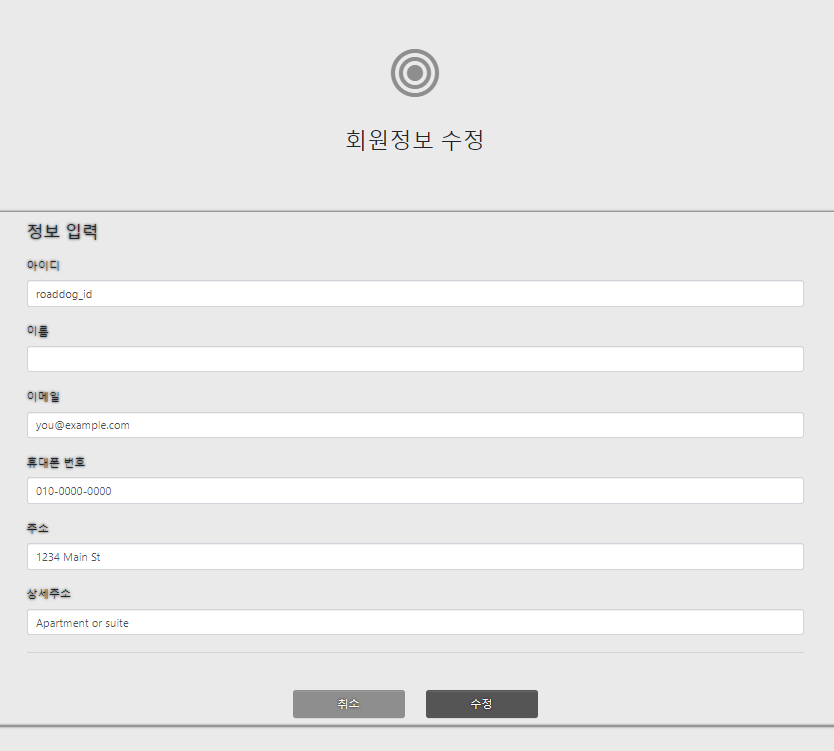 회원정보 수정
정보 입력
아이디
roaddog_id
이름
이메일
you@example.com
휴대폰 번호
010-0000-0000
주소
1234 Main St
상세주소
Apartment or suite
취소 수정